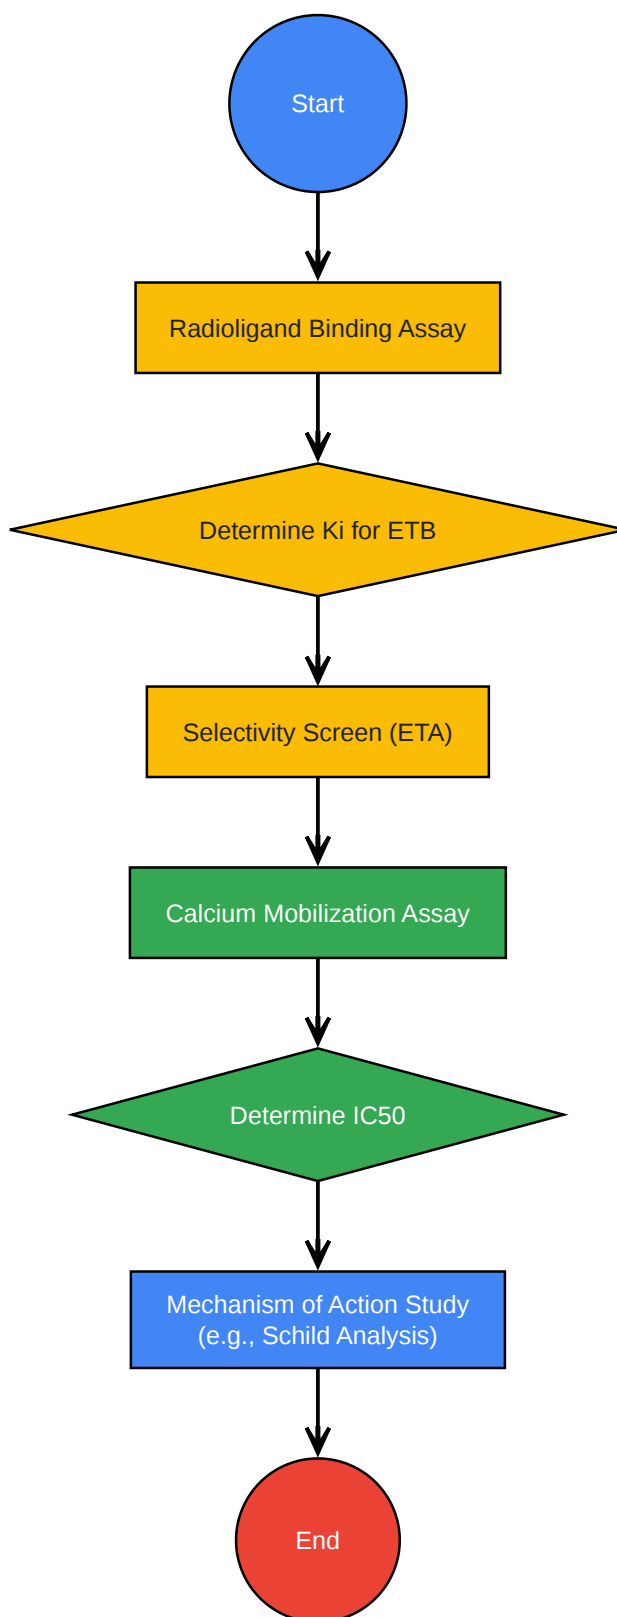 Start
Radioligand Binding Assay
Determine Ki for ETB
Selectivity Screen (ETA)
Calcium Mobilization Assay
Determine IC50
Mechanism of Action Study
(e.g., Schild Analysis)
End